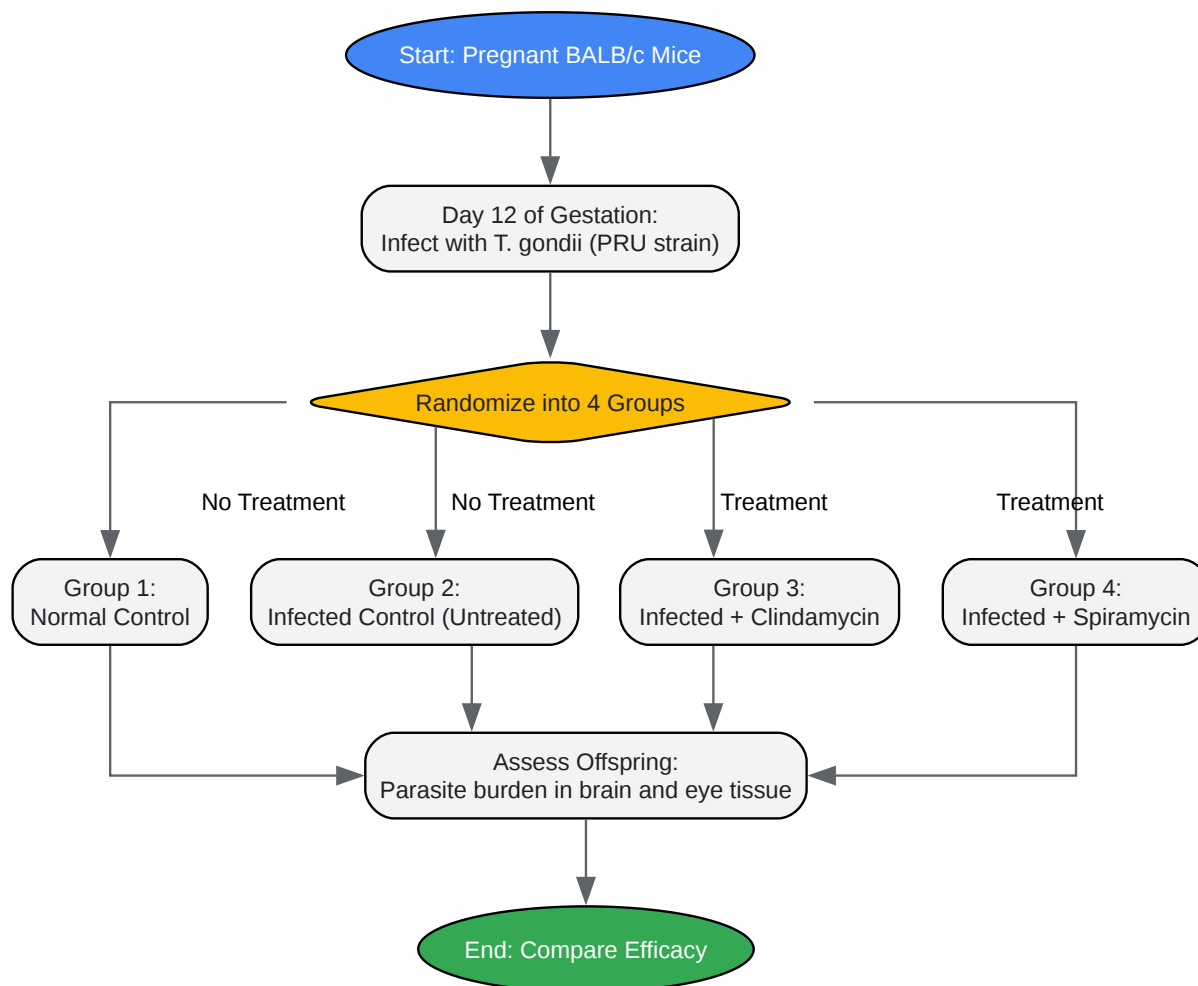 Start: Pregnant BALB/c Mice
Day 12 of Gestation:
Infect with T. gondii (PRU strain)
Randomize into 4 Groups
No Treatment
No Treatment
Treatment
Treatment
Group 1:
Normal Control
Group 2:
Infected Control (Untreated)
Group 3:
Infected + Clindamycin
Group 4:
Infected + Spiramycin
Assess Offspring:
Parasite burden in brain and eye tissue
End: Compare Efficacy